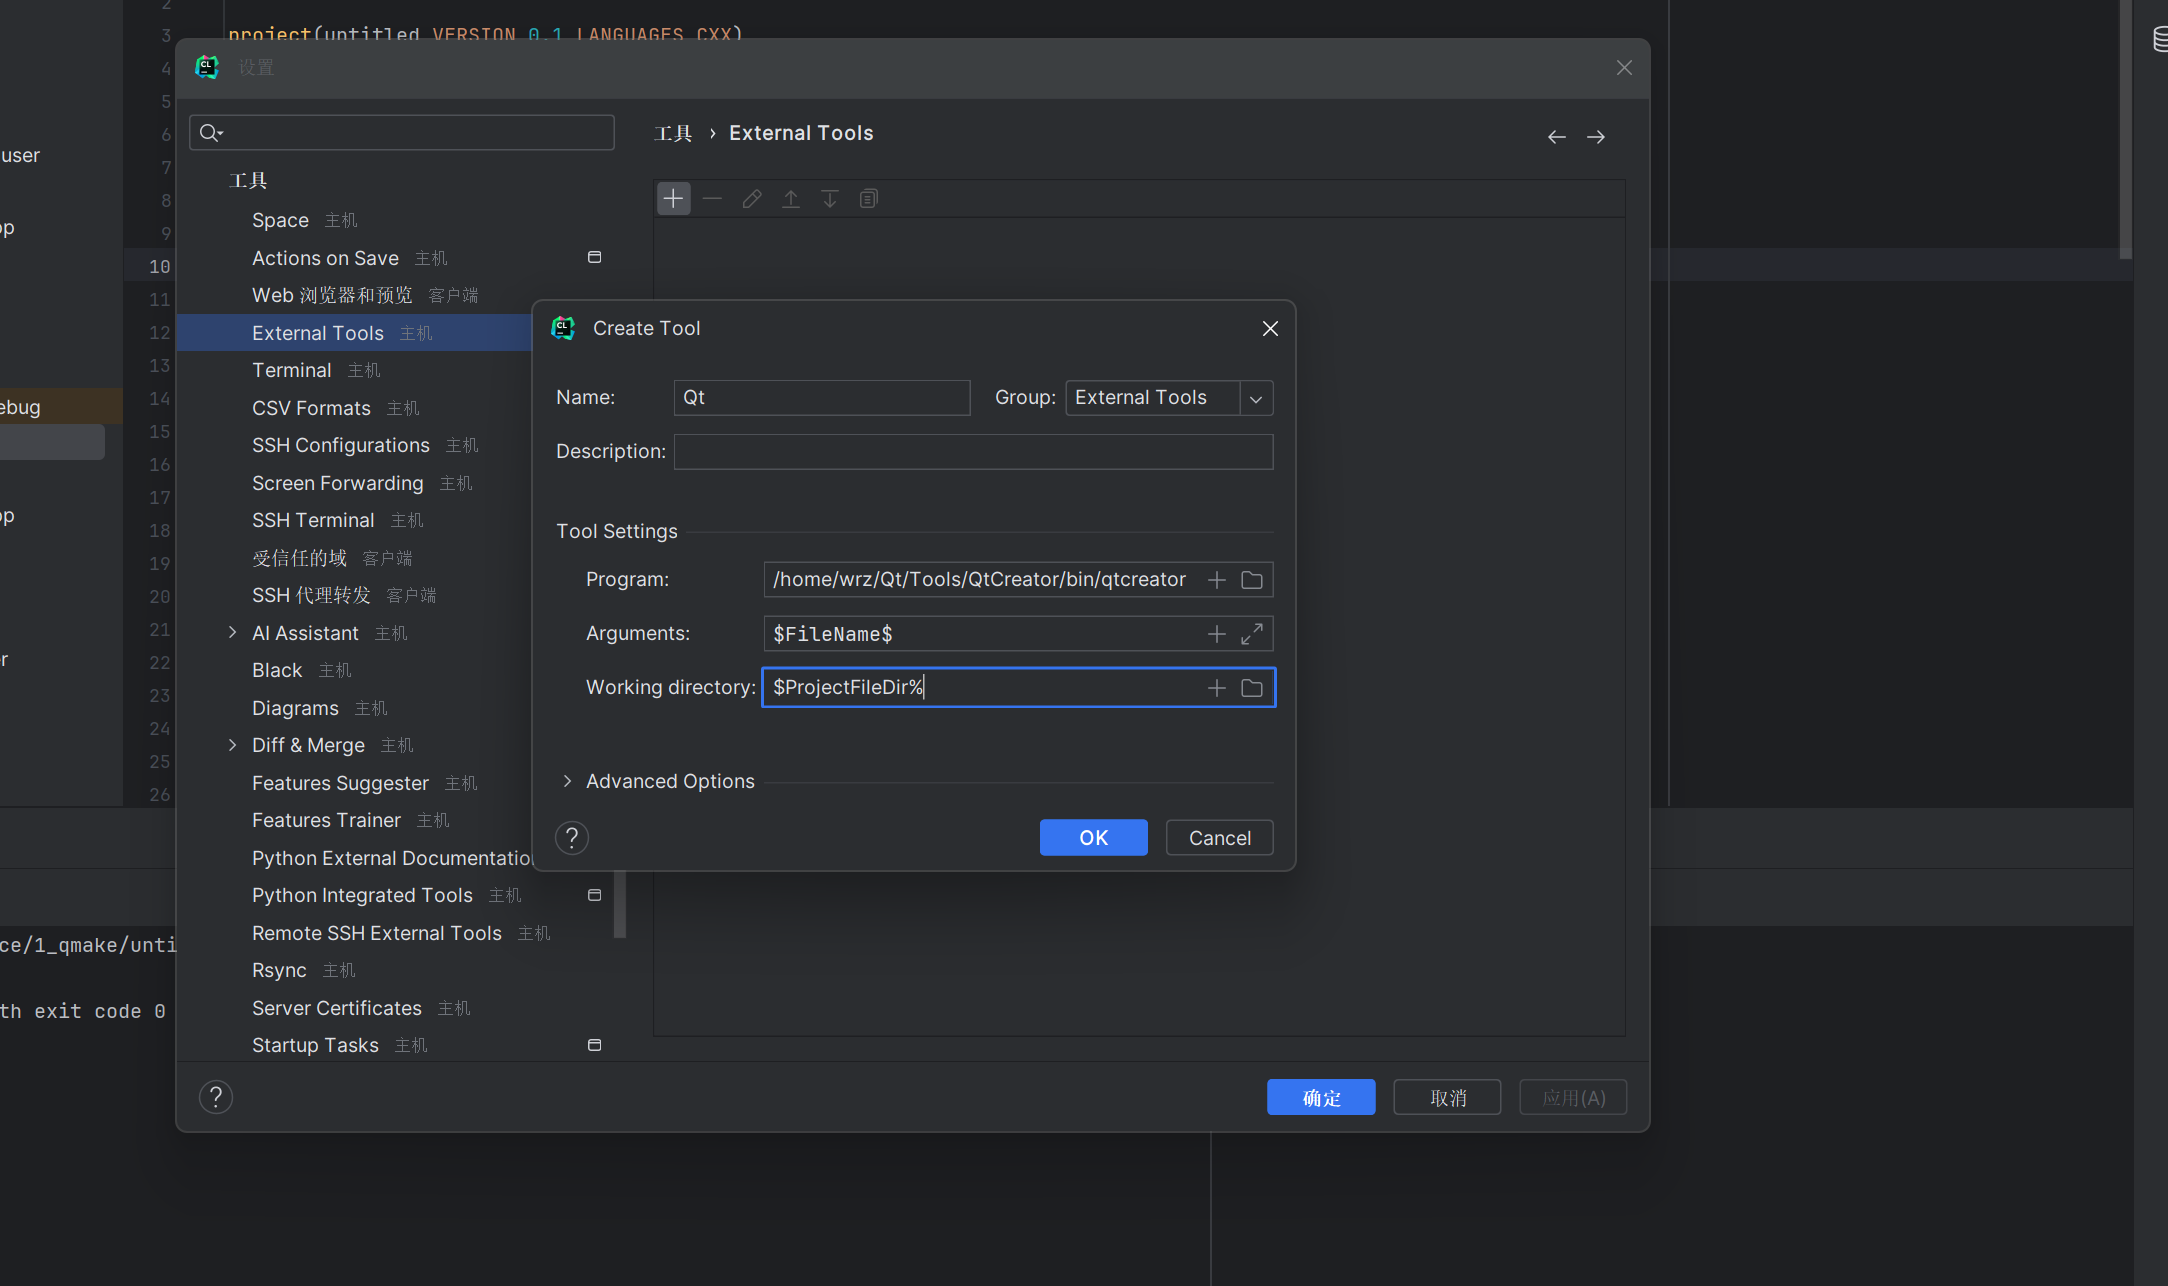 2
3
project(untitled VERSION 0.1 LANGUAGES CXX)
4
5
6
7
8
9
10
11
12
13
14
15
16
17
18
19
20
21
22
23
24
25
26
user
op
ebug
op
r
ce/1_qmake/unti
th exit code 0
设置
工具 › External Tools
工具
Space 主机
Actions on Save 主机
Web 浏览器和预览 客户端
External Tools 主机
Terminal 主机
CSV Formats 主机
SSH Configurations 主机
Screen Forwarding 主机
SSH Terminal 主机
受信任的域 客户端
SSH 代理转发 客户端
AI Assistant 主机
Black 主机
Diagrams 主机
Diff & Merge 主机
Features Suggester 主机
Features Trainer 主机
Python External Documentation
Python Integrated Tools 主机
Remote SSH External Tools 主机
Rsync 主机
Server Certificates 主机
Startup Tasks 主机
Create Tool
Name: Qt Group: External Tools
Description:
Tool Settings
Program: /home/wrz/Qt/Tools/QtCreator/bin/qtcreator
Arguments: $FileName$
Working directory: $ProjectFileDir%
Advanced Options
? OK Cancel
? 确定 取消 应用(A)